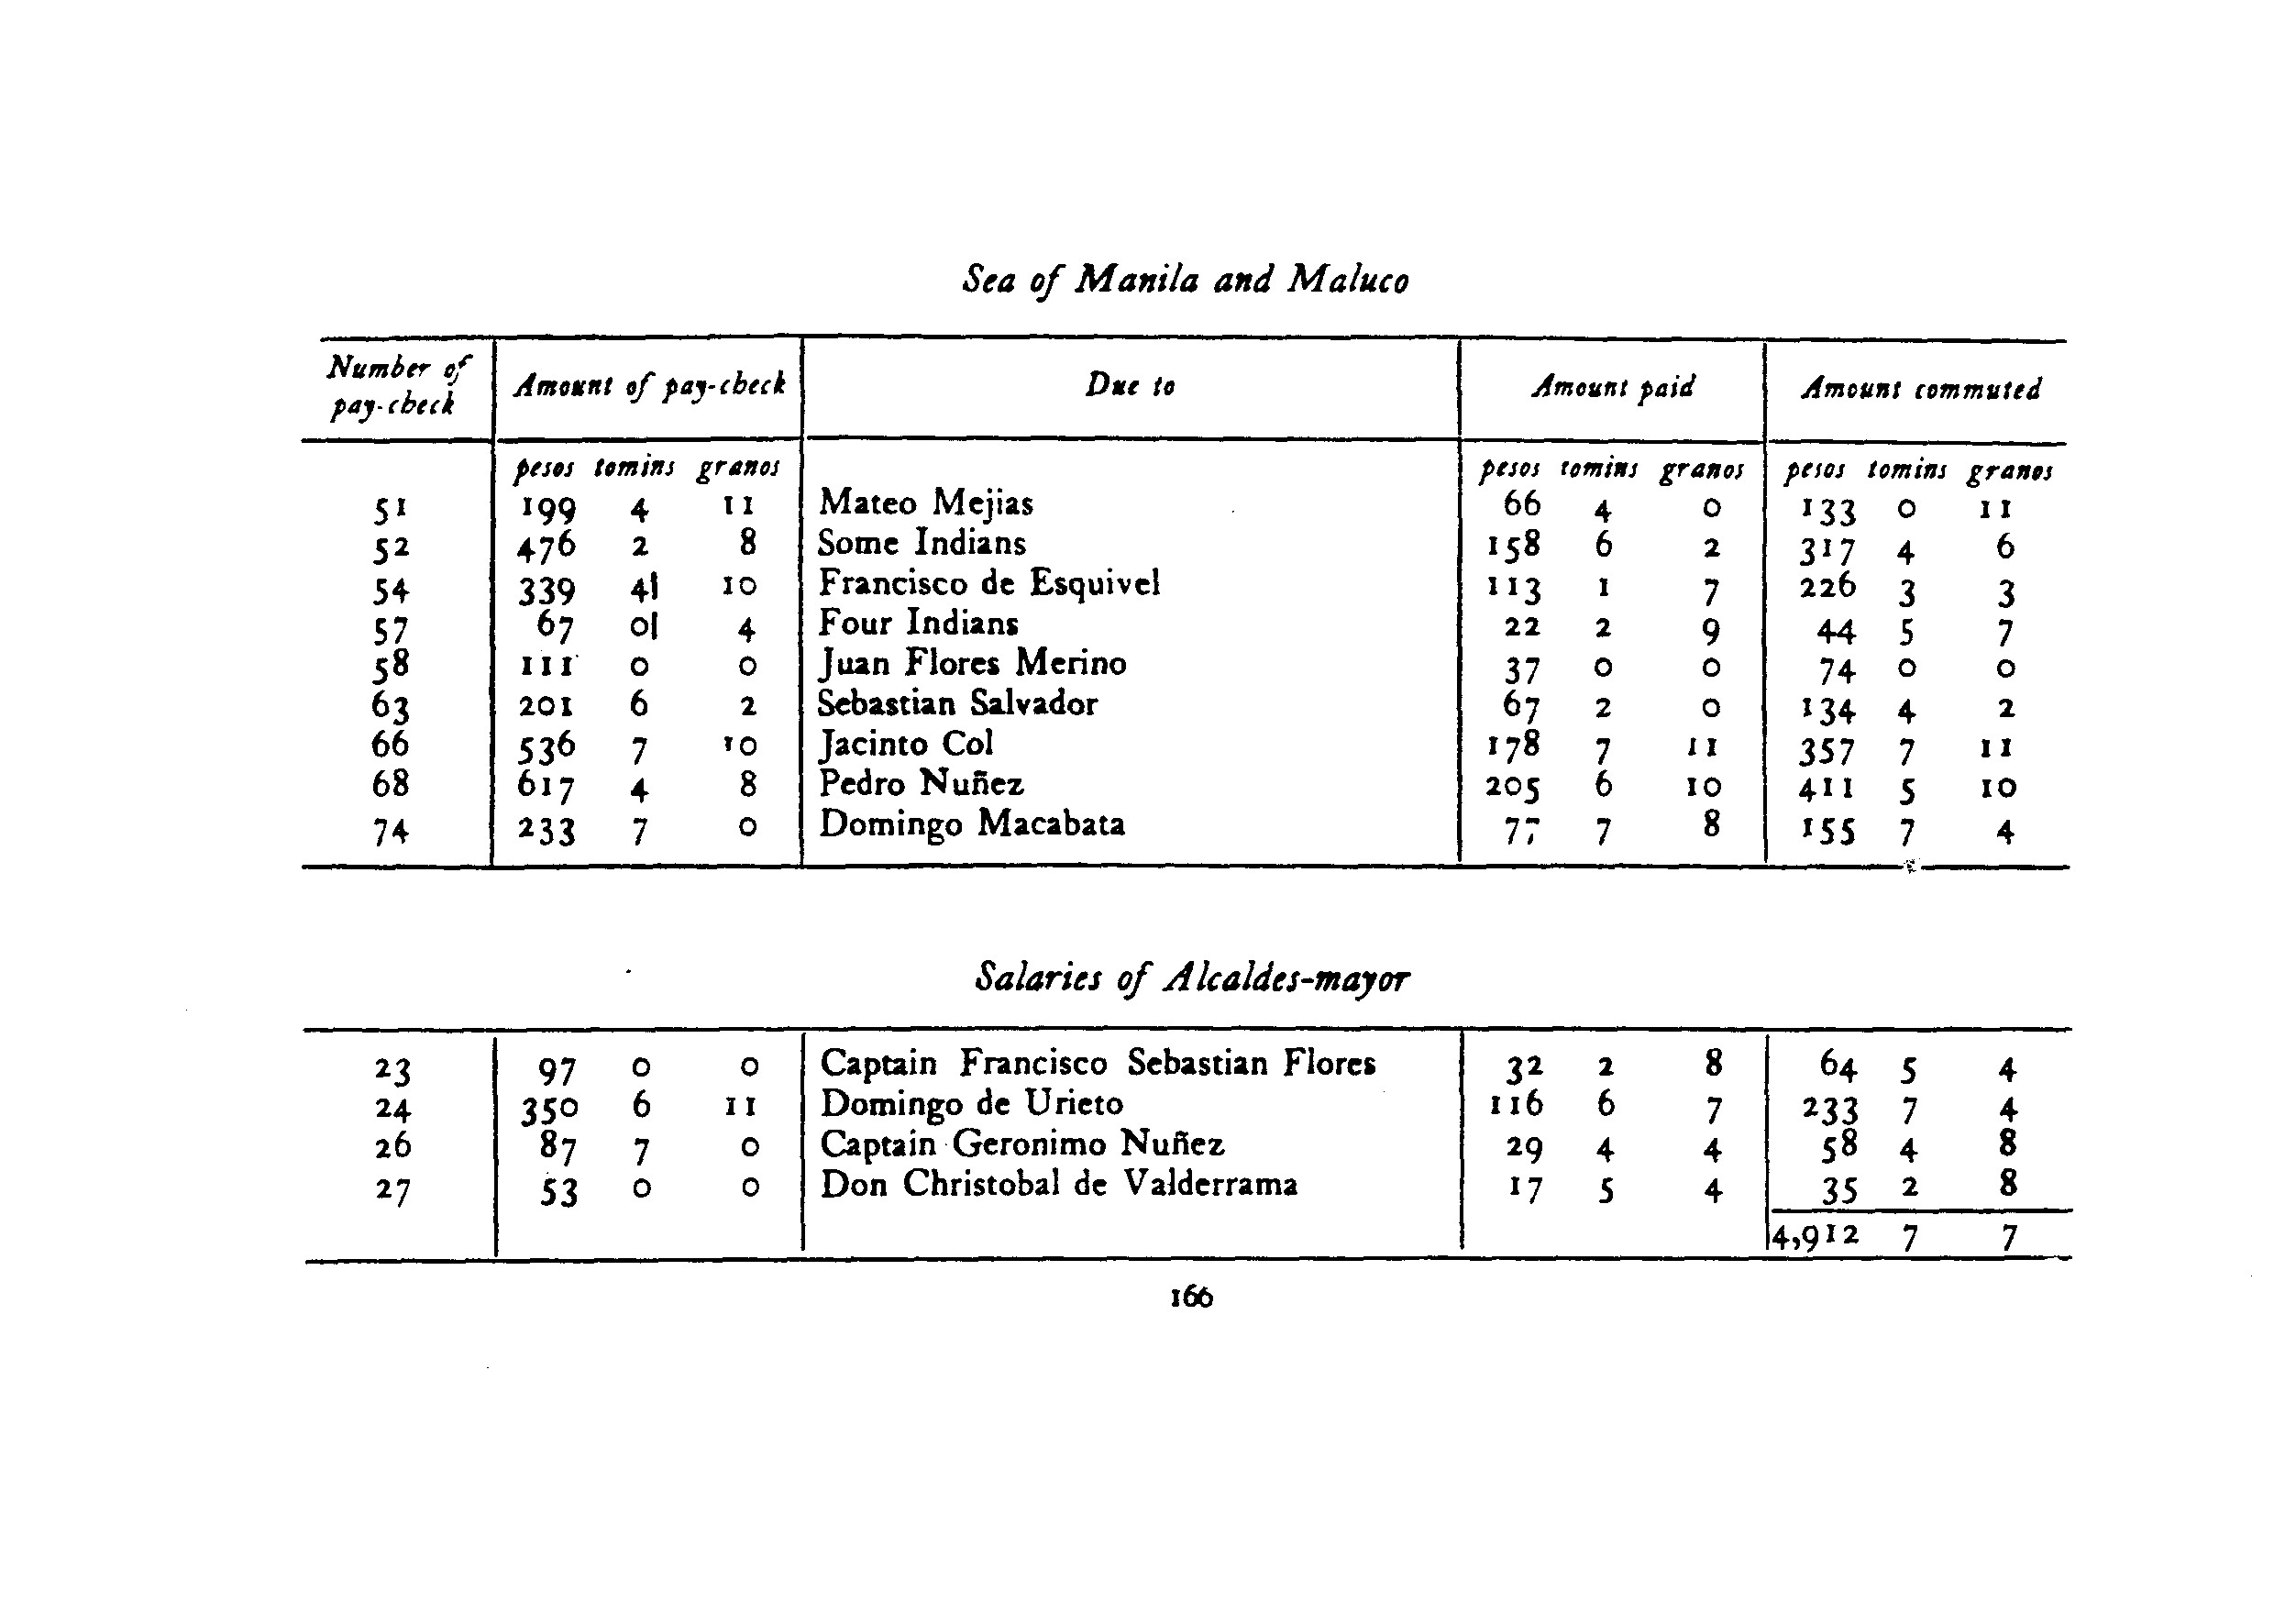 Sea of Manila and Maluco
Number of pay-check Amount of pay-check Due to Amount paid Amount commuted
pesos tomins granos pesos tomins granos pesos tomins granos
51 199 4 11 Mateo Mejias 66 4 0 133 0 11
52 476 2 8 Some Indians 158 6 2 317 4 6
54 339 4| 10 Francisco de Esquivel 113 1 7 226 3 3
57 67 0| 4 Four Indians 22 2 9 44 5 7
58 111 0 0 Juan Flores Merino 37 0 0 74 0 0
63 201 6 2 Sebastian Salvador 67 2 0 134 4 2
66 536 7 10 Jacinto Col 178 7 11 357 7 11
68 617 4 8 Pedro Nuñez 205 6 10 411 5 10
74 233 7 0 Domingo Macabata 77 7 8 155 7 4
Salaries of Alcaldes-mayor
23 97 0 0 Captain Francisco Sebastian Flores 32 2 8 64 5 4
24 350 6 11 Domingo de Urieto 116 6 7 233 7 4
26 87 7 0 Captain Geronimo Nuñez 29 4 4 58 4 8
27 53 0 0 Don Christobal de Valderrama 17 5 4 35 2 8
4,912 7 7
166